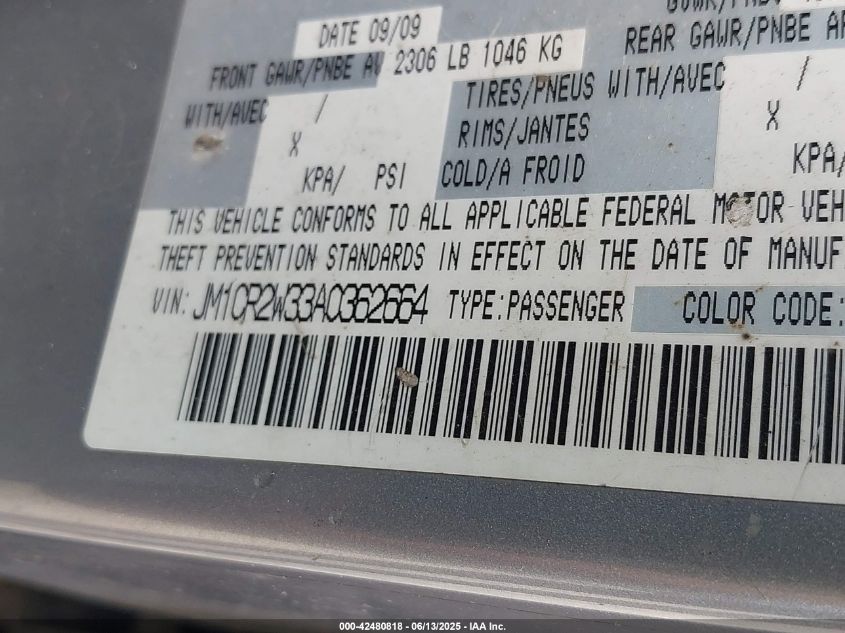 DATE 09/09
FRONT GAWR/PNBE AV 2306 LB 1046 KG
REAR GAWR/PNBE AR
WITH/AVEC /
TIRES/PNEUS WITH/AVEC /
X
RIMS/JANTES
X
KPA/ PSI
COLD/A FROID
KPA/
THIS VEHICLE CONFORMS TO ALL APPLICABLE FEDERAL MOTOR VEH
THEFT PREVENTION STANDARDS IN EFFECT ON THE DATE OF MANUF
VIN: JM1CR2W33A0362664 TYPE:PASSENGER COLOR CODE:
000-42480818 - 06/13/2025 - IAA Inc.